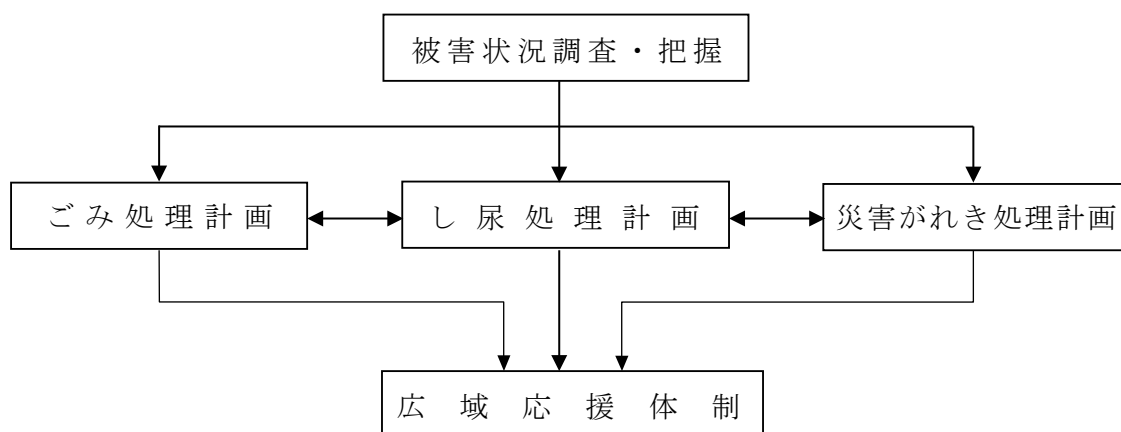 被害状況調査・把握
ごみ処理計画
し尿処理計画
災害がれき処理計画
広域応援体制